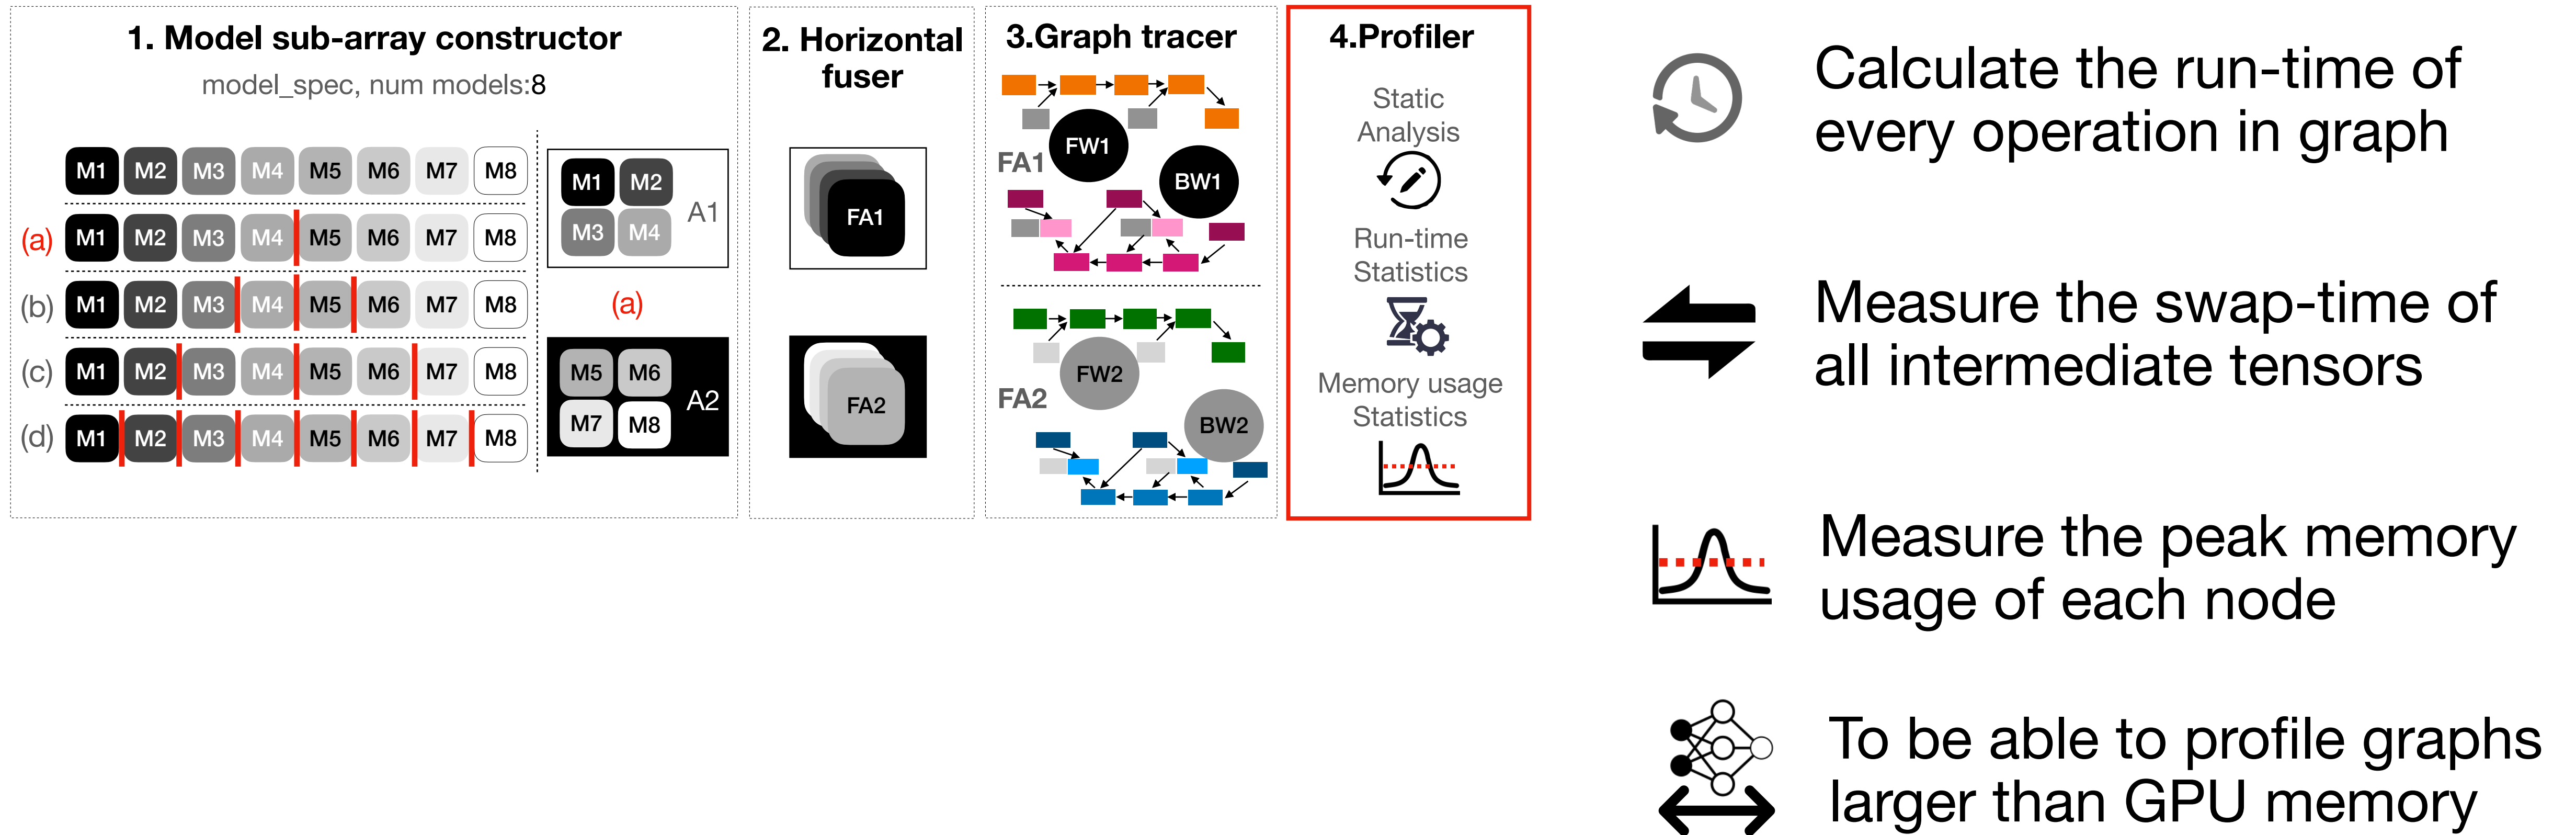 1. Model sub-array constructor
model_spec, num models:8
M1 M2 M3 M4 M5 M6 M7 M8
(a) M1 M2 M3 M4 M5 M6 M7 M8
(b) M1 M2 M3 M4 M5 M6 M7 M8
(c) M1 M2 M3 M4 M5 M6 M7 M8
(d) M1 M2 M3 M4 M5 M6 M7 M8
M1 M2
A1
M3 M4
(a)
M5 M6
A2
M7 M8
2. Horizontal
fuser
FA1
FA2
3.Graph tracer
FW1
FA1
BW1
FW2
FA2
BW2
4.Profiler
Static
Analysis
Run-time
Statistics
Memory usage
Statistics
Calculate the run-time of
every operation in graph
Measure the swap-time of
all intermediate tensors
Measure the peak memory
usage of each node
To be able to profile graphs
larger than GPU memory